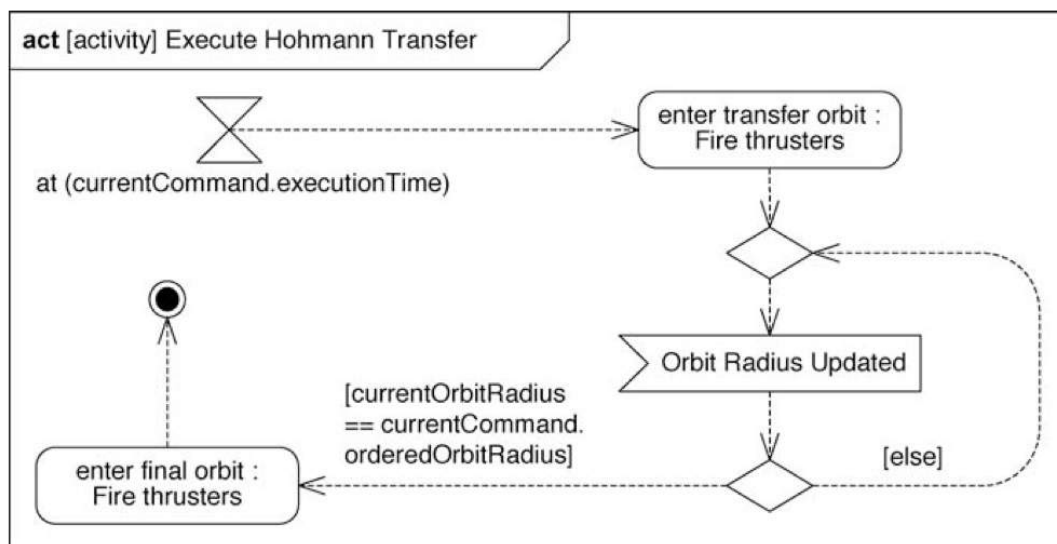 act [activity] Execute Hohmann Transfer
enter transfer orbit :
Fire thrusters
at (currentCommand.executionTime)
Orbit Radius Updated
[currentOrbitRadius
== currentCommand.
orderedOrbitRadius]
[else]
enter final orbit :
Fire thrusters